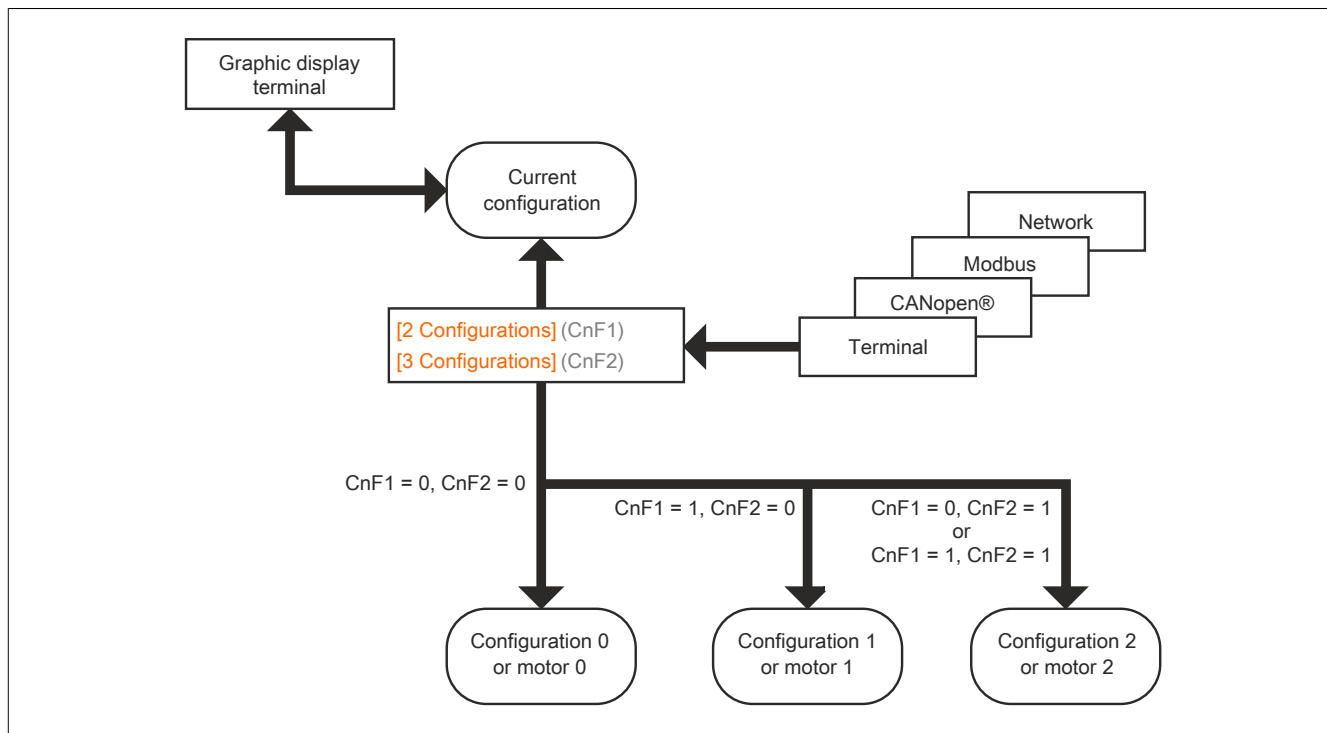 Graphic display
terminal
Current
configuration
Network
Modbus
CANopen®
Terminal
[2 Configurations] (CnF1)
[3 Configurations] (CnF2)
CnF1 = 0, CnF2 = 0
CnF1 = 1, CnF2 = 0
CnF1 = 0, CnF2 = 1
or
CnF1 = 1, CnF2 = 1
Configuration 0
or motor 0
Configuration 1
or motor 1
Configuration 2
or motor 2